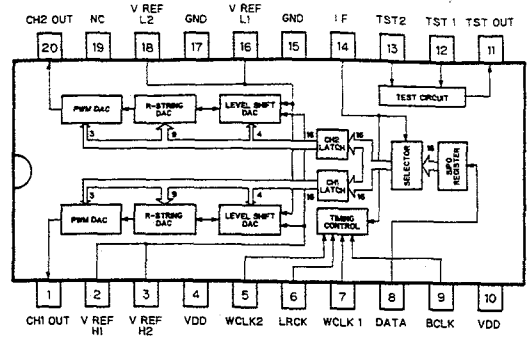 CH2 OUT NC V REF L2 GND V REF L1 GND IF TST2 TST 1 TST OUT
20 19 18 17 16 15 14 13 12 11
TEST CIRCUIT
PWM DAC R-STRING DAC LEVEL SHIFT DAC
3 9 4 16 CH2 LATCH 16
SELECTOR 16 SIPO REGISTER
3 9 4 16 CH1 LATCH 16
PWM DAC R-STRING DAC LEVEL SHIFT DAC TIMING CONTROL
1 2 3 4 5 6 7 8 9 10
CH1 OUT V REF H1 V REF H2 VDD WCLK2 LRCK WCLK 1 DATA BCLK VDD